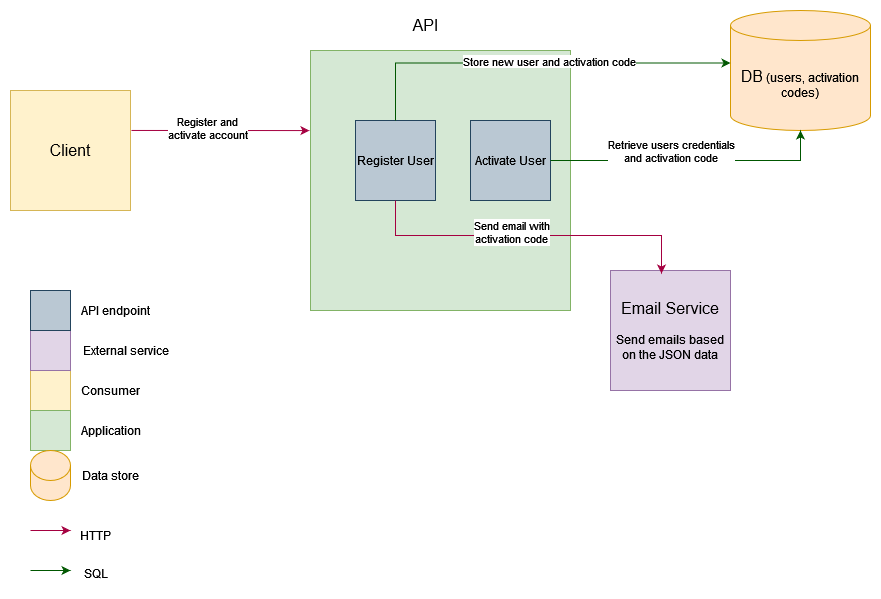 API
DB (users, activation
codes)
Store new user and activation code
Client
Register and
activate account
Register User
Activate User
Retrieve users credentials
and activation code
Send email with
activation code
Email Service
Send emails based
on the JSON data
API endpoint
External service
Consumer
Application
Data store
HTTP
SQL